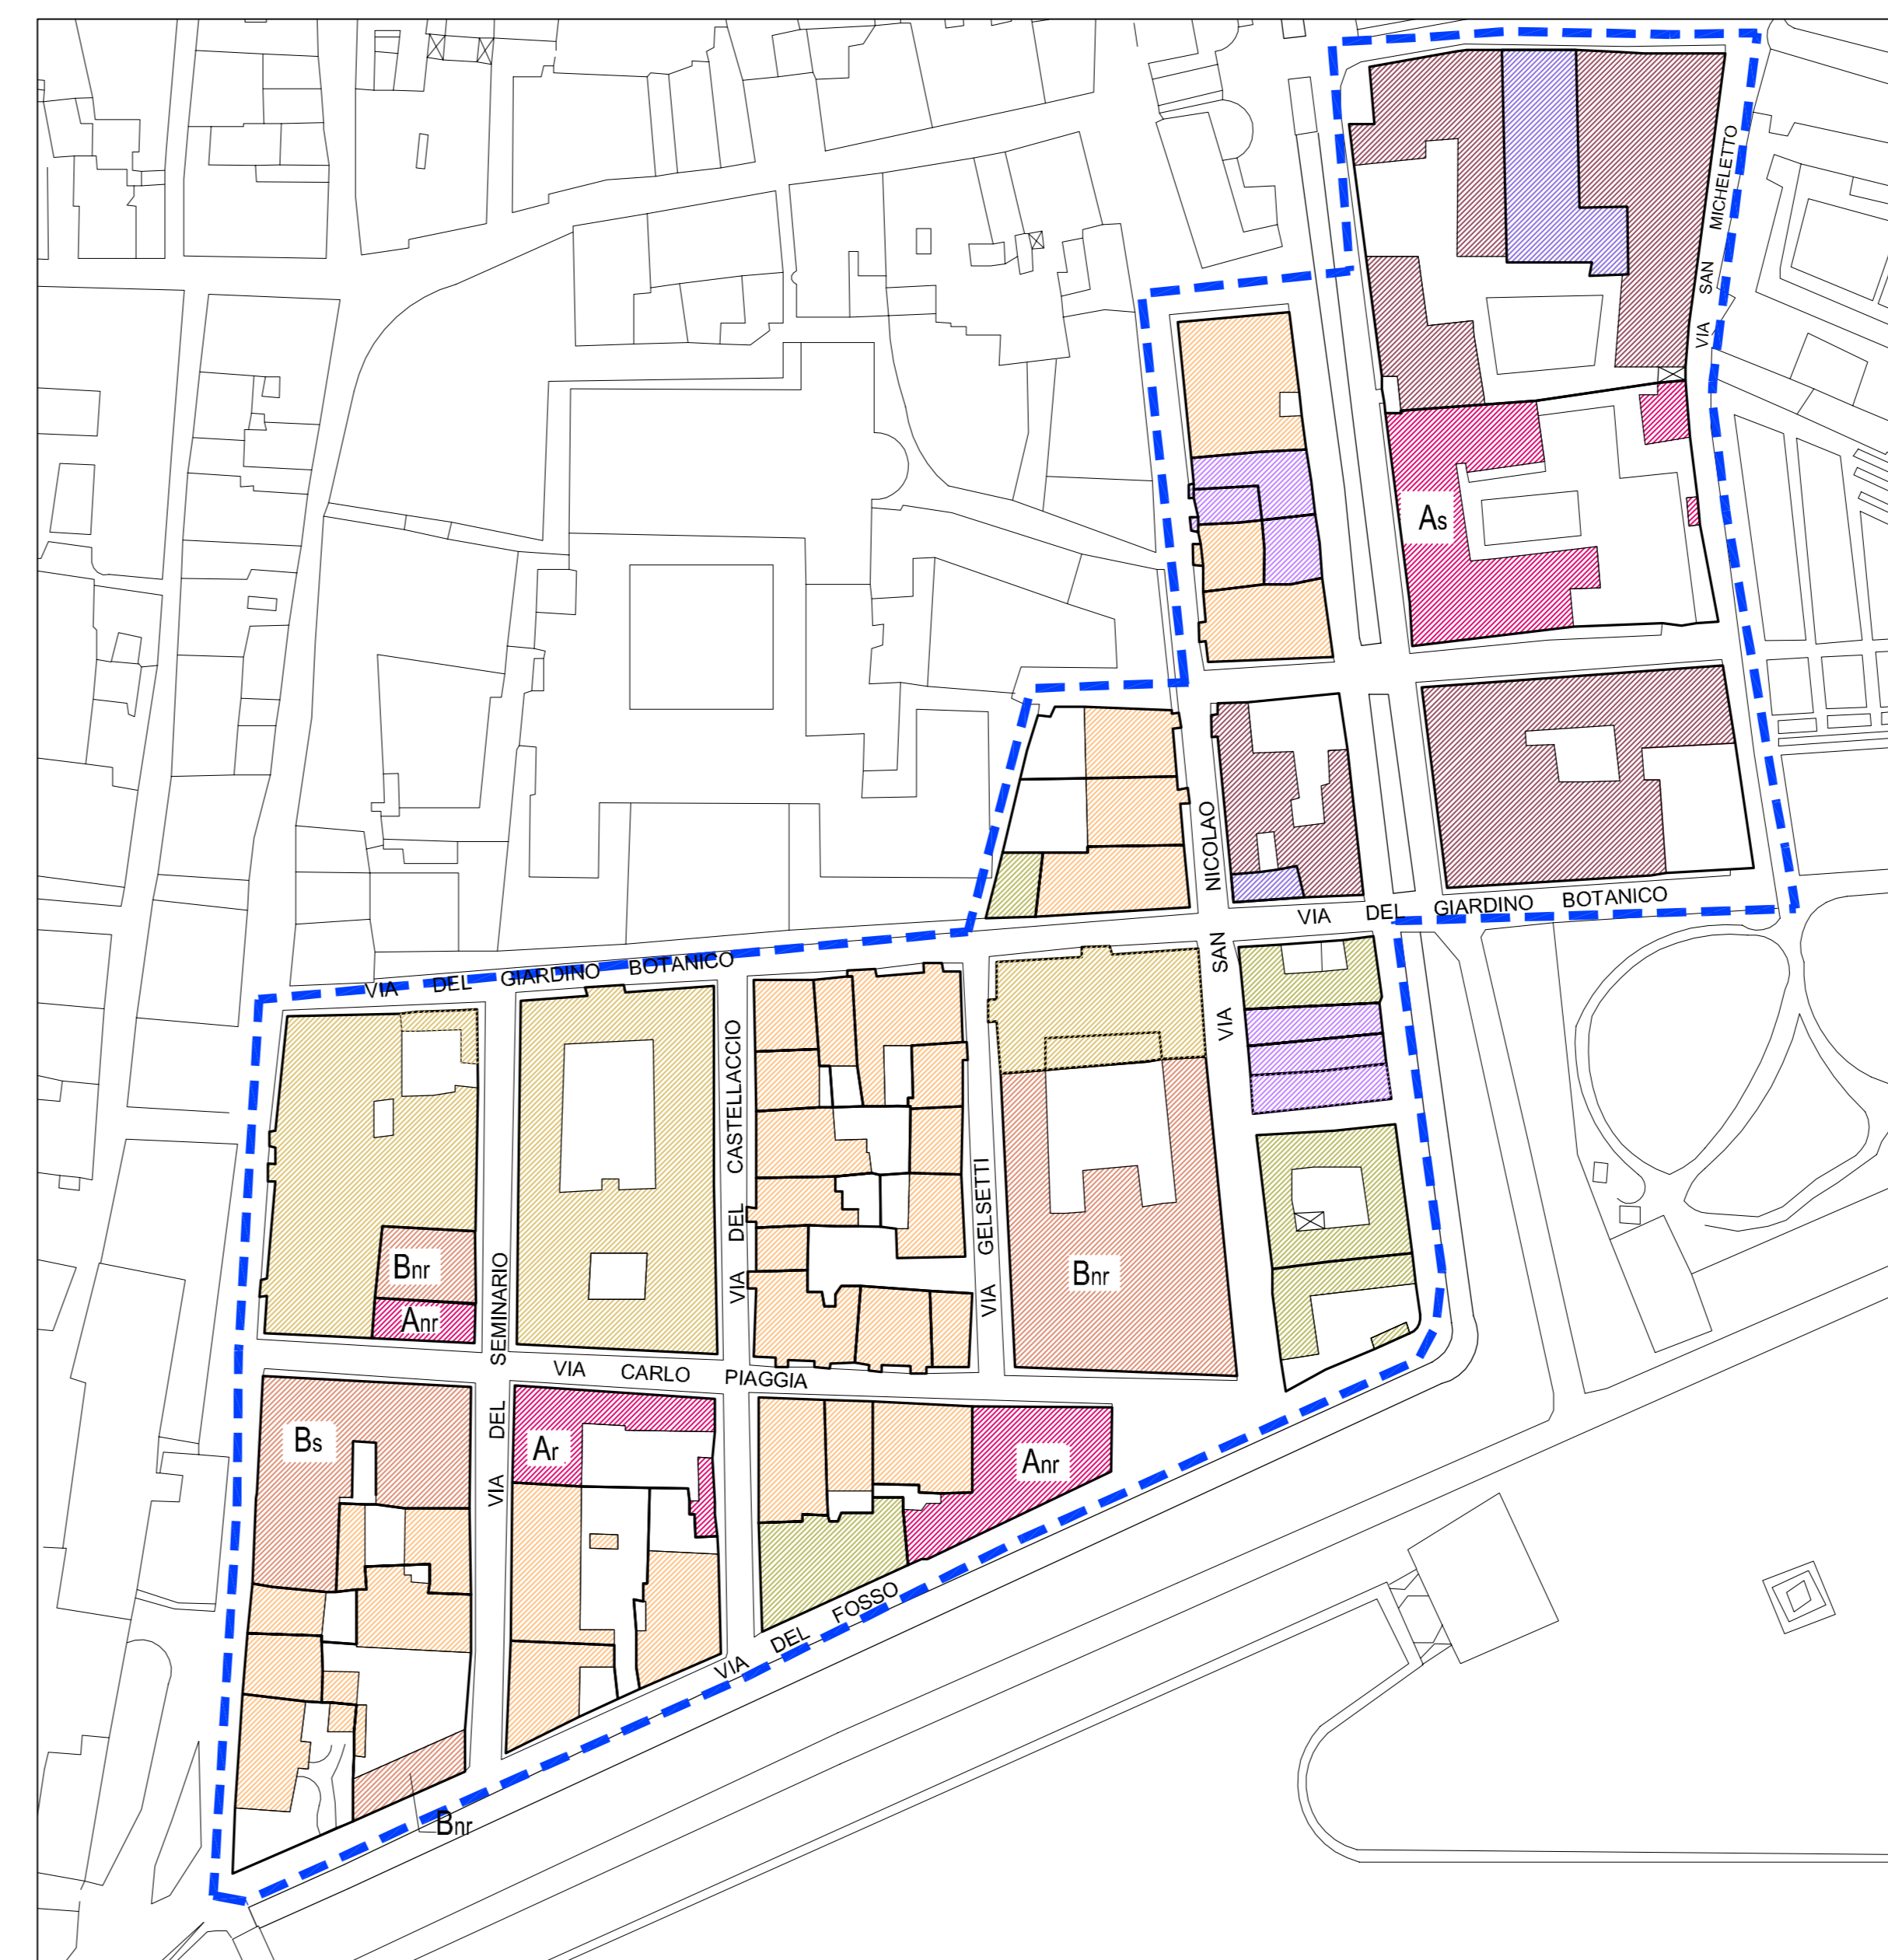 VIA SAN MICHELETTO
As
VIA SAN NICOLAO
VIA DEL GIARDINO BOTANICO
VIA DEL GIARDINO BOTANICO
VIA DEL CASTELLACCIO
VIA GELSETTI
Bnr
Bnr
Anr
VIA DEL SEMINARIO
VIA CARLO PIAGGIA
Bs
Ar
Anr
VIA DEL FOSSO
Bnr